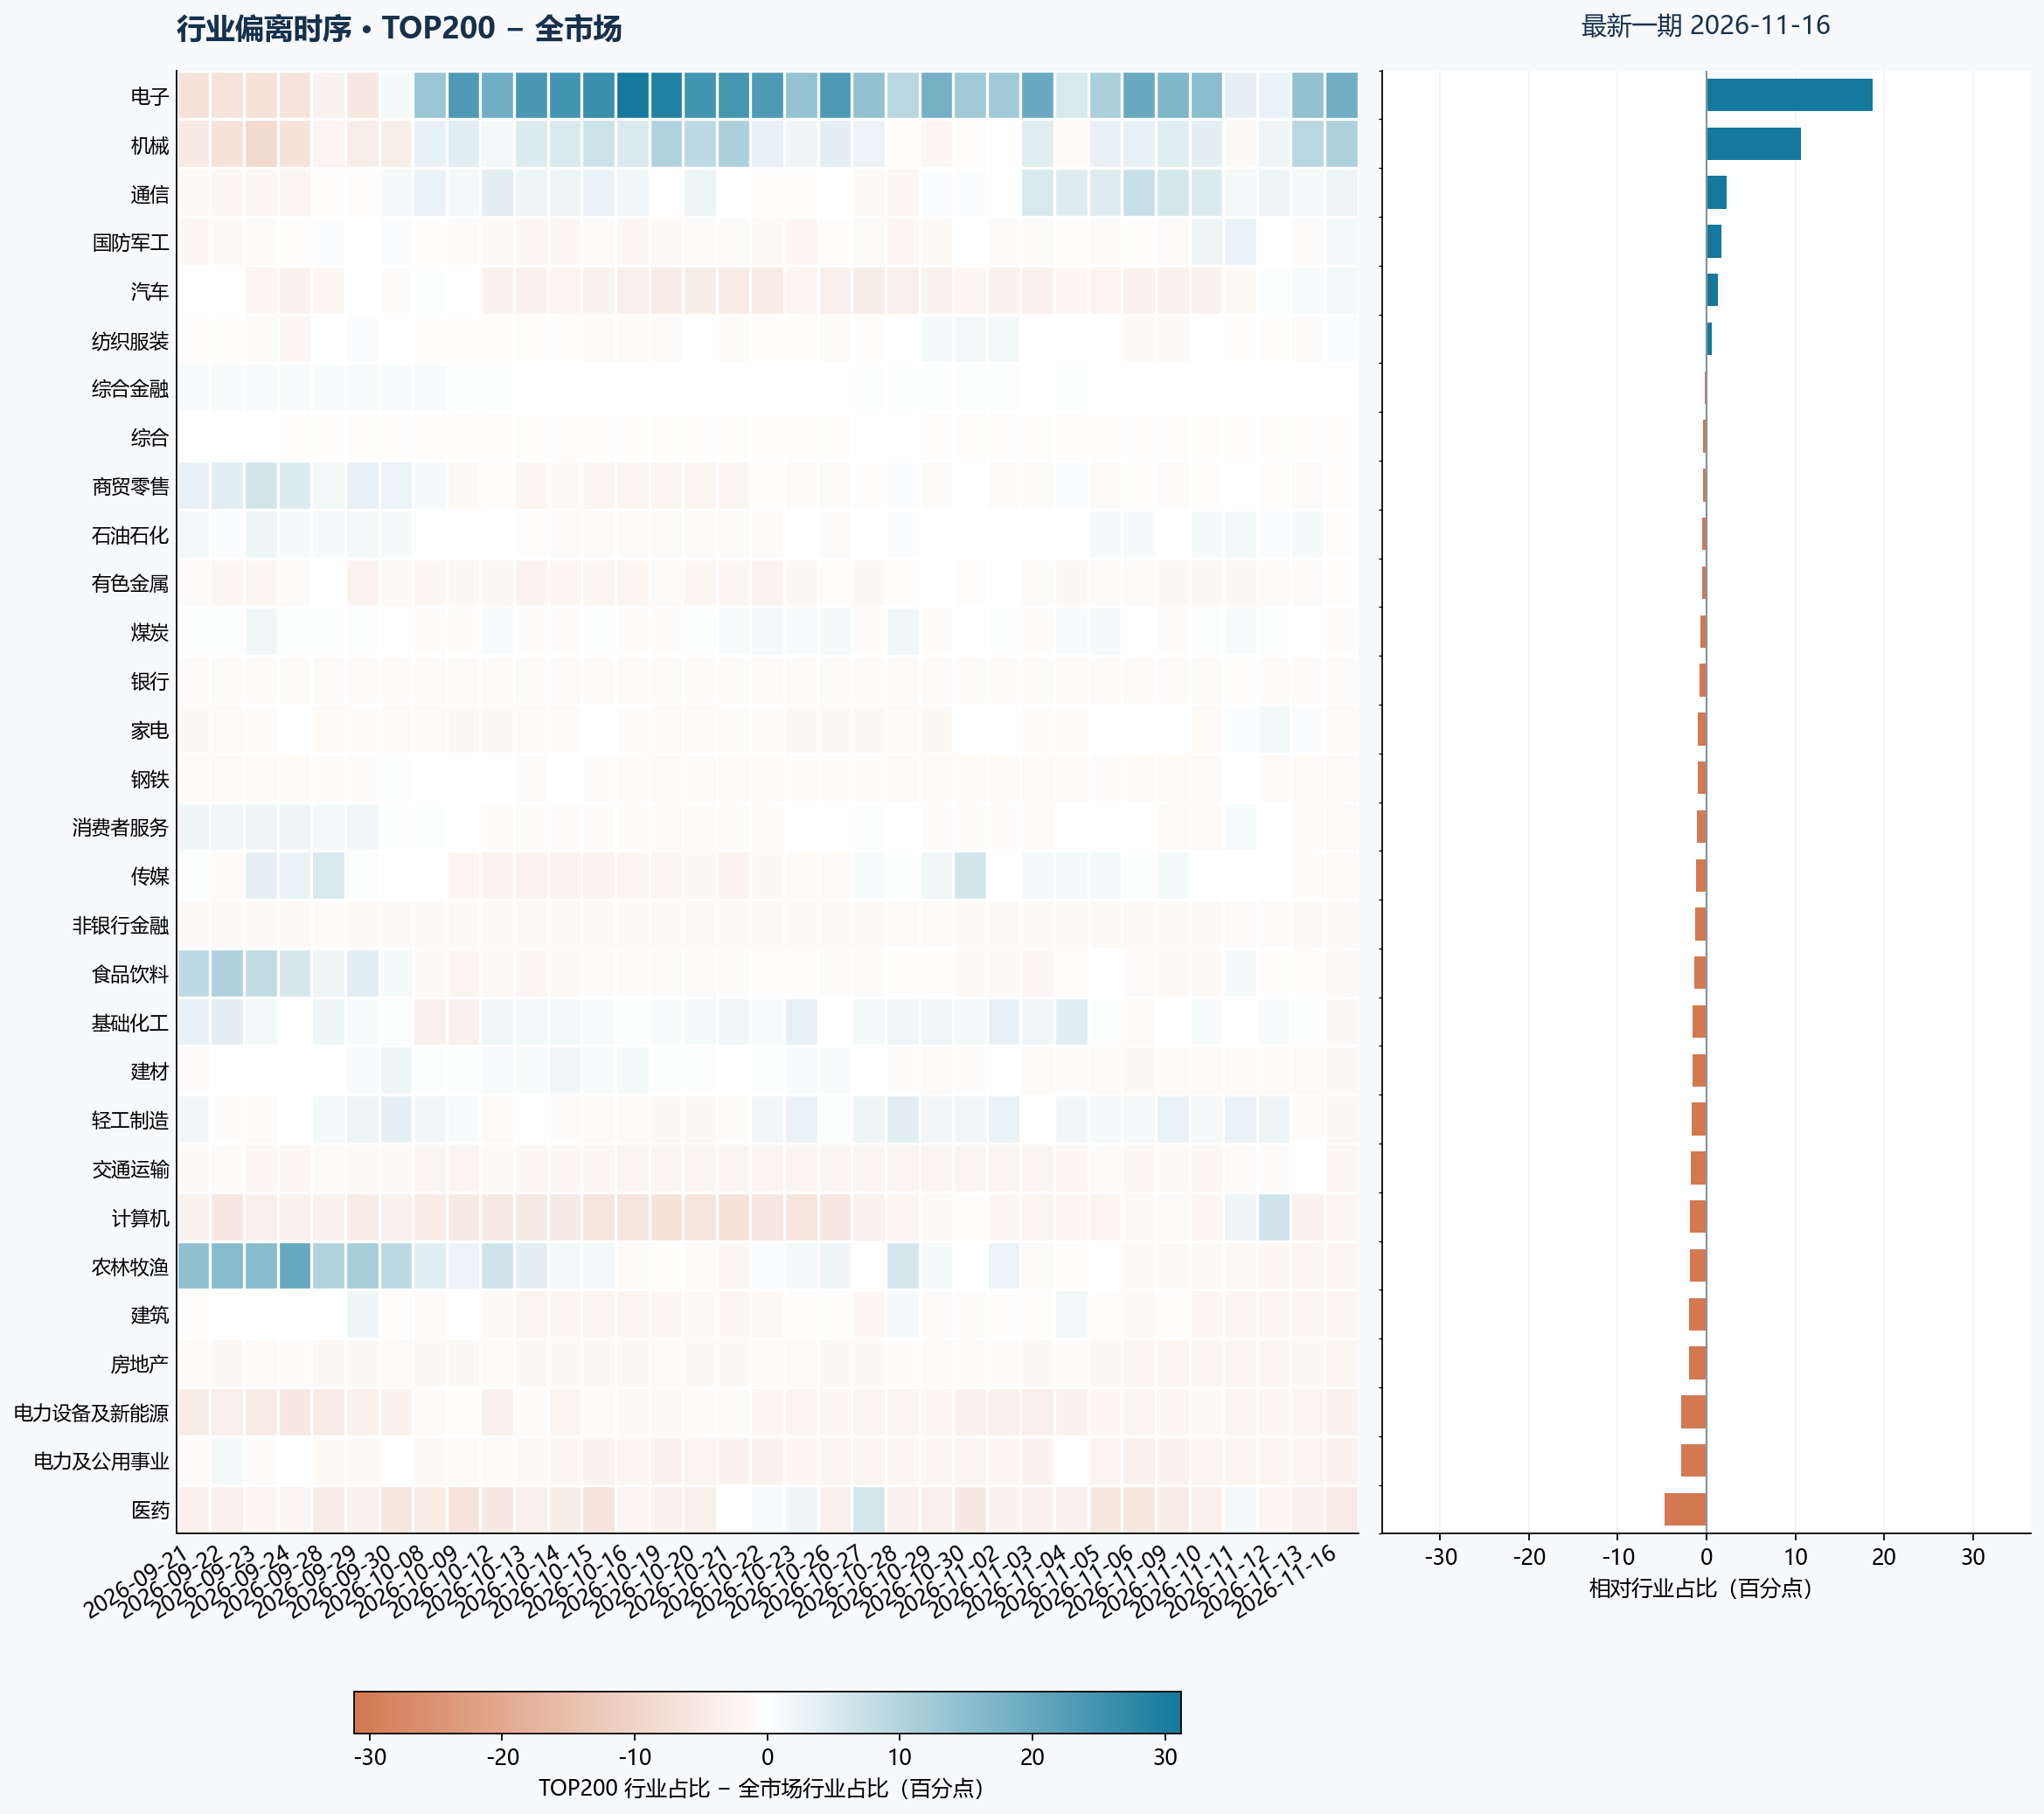 行业偏离时序 • TOP200 − 全市场
最新一期 2026-11-16
电子
机械
通信
国防军工
汽车
纺织服装
综合金融
综合
商贸零售
石油石化
有色金属
煤炭
银行
家电
钢铁
消费者服务
传媒
非银行金融
食品饮料
基础化工
建材
轻工制造
交通运输
计算机
农林牧渔
建筑
房地产
电力设备及新能源
电力及公用事业
医药
2026-09-21
2026-09-22
2026-09-23
2026-09-24
2026-09-28
2026-09-29
2026-09-30
2026-10-08
2026-10-09
2026-10-12
2026-10-13
2026-10-14
2026-10-15
2026-10-16
2026-10-19
2026-10-20
2026-10-21
2026-10-22
2026-10-23
2026-10-26
2026-10-27
2026-10-28
2026-10-29
2026-10-30
2026-11-02
2026-11-03
2026-11-04
2026-11-05
2026-11-06
2026-11-09
2026-11-10
2026-11-11
2026-11-12
2026-11-13
2026-11-16
-30 -20 -10 0 10 20 30
相对行业占比（百分点）
-30 -20 -10 0 10 20 30
TOP200 行业占比 − 全市场行业占比（百分点）